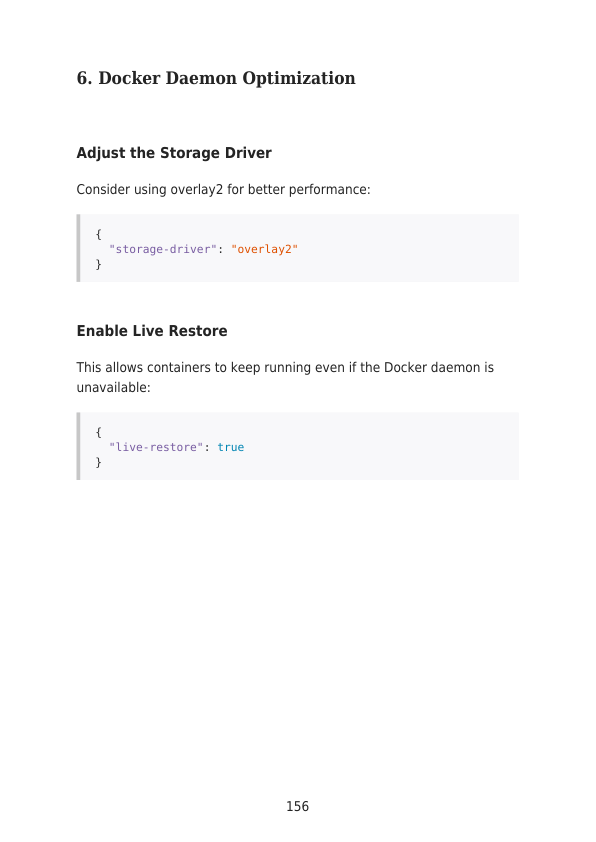 6. Docker Daemon Optimization
Adjust the Storage Driver
Consider using overlay2 for better performance:
{
  "storage-driver": "overlay2"
}
Enable Live Restore
This allows containers to keep running even if the Docker daemon is
unavailable:
{
  "live-restore": true
}
156